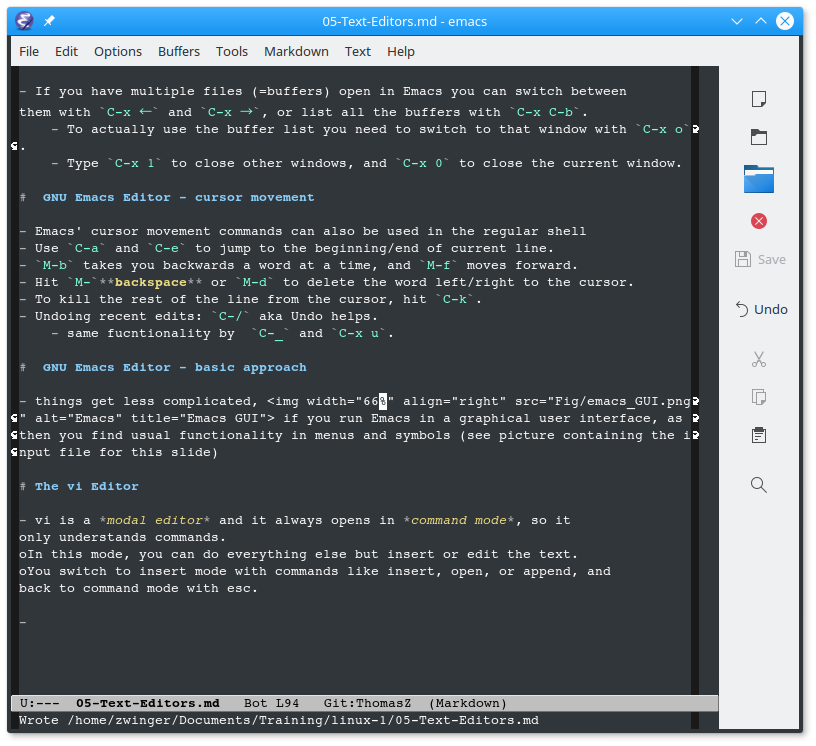 05-Text-Editors.md - emacs
File Edit Options Buffers Tools Markdown Text Help
- If you have multiple files (=buffers) open in Emacs you can switch between
them with `C-x ←` and `C-x →`, or list all the buffers with `C-x C-b`.
- To actually use the buffer list you need to switch to that window with `C-x o`
.
- Type `C-x 1` to close other windows, and `C-x 0` to close the current window.
#  GNU Emacs Editor - cursor movement
- Emacs' cursor movement commands can also be used in the regular shell
- Use `C-a` and `C-e` to jump to the beginning/end of current line.
- `M-b` takes you backwards a word at a time, and `M-f` moves forward.
- Hit `M-`**backspace** or `M-d` to delete the word left/right to the cursor.
- To kill the rest of the line from the cursor, hit `C-k`.
- Undoing recent edits: `C-/` aka Undo helps.
- same fucntionality by  `C-_` and `C-x u`.
#  GNU Emacs Editor - basic approach
- things get less complicated, <img width="66%" align="right" src="Fig/emacs_GUI.png
" alt="Emacs" title="Emacs GUI"> if you run Emacs in a graphical user interface, as
then you find usual functionality in menus and symbols (see picture containing the i
nput file for this slide)
# The vi Editor
- vi is a *modal editor* and it always opens in *command mode*, so it
only understands commands.
oIn this mode, you can do everything else but insert or edit the text.
oYou switch to insert mode with commands like insert, open, or append, and
back to command mode with esc.
-
U:---  05-Text-Editors.md   Bot L94   Git:ThomasZ  (Markdown)
Wrote /home/zwinger/Documents/Training/linux-1/05-Text-Editors.md
Save
Undo